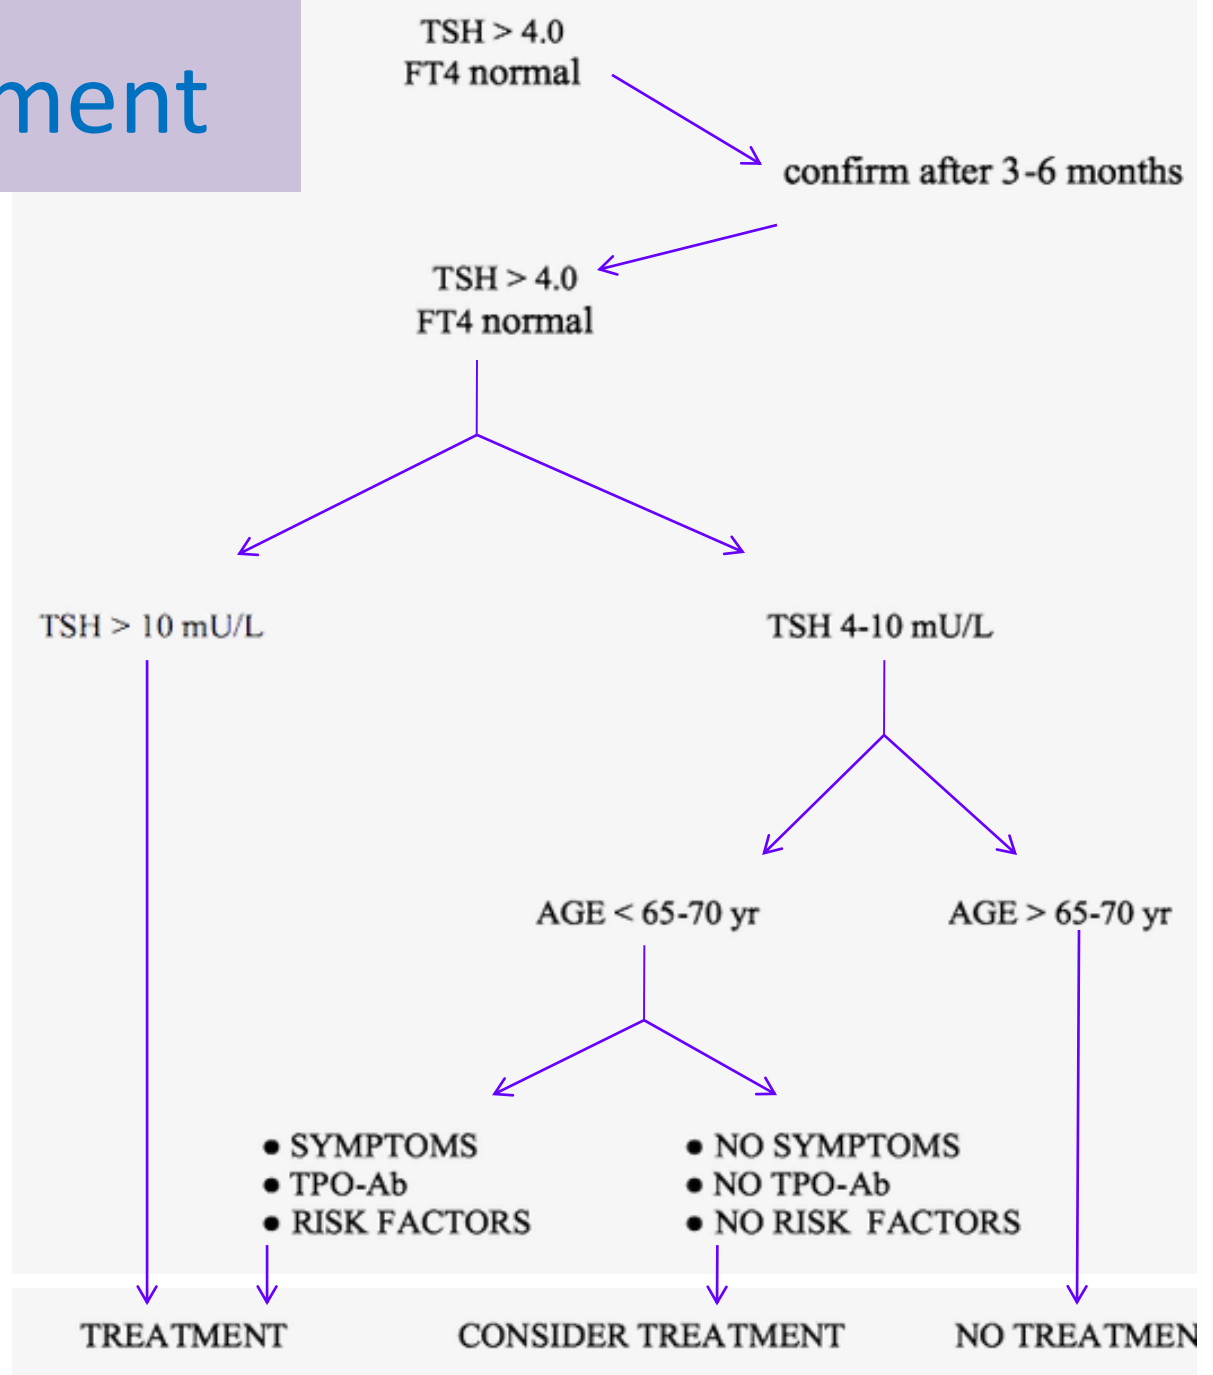 ment
TSH > 4.0
FT4 normal
confirm after 3-6 months
TSH > 4.0
FT4 normal
TSH > 10 mU/L
TSH 4-10 mU/L
AGE < 65-70 yr
AGE > 65-70 yr
• SYMPTOMS
• TPO-Ab
• RISK FACTORS
• NO SYMPTOMS
• NO TPO-Ab
• NO RISK FACTORS
TREATMENT
CONSIDER TREATMENT
NO TREATMEN